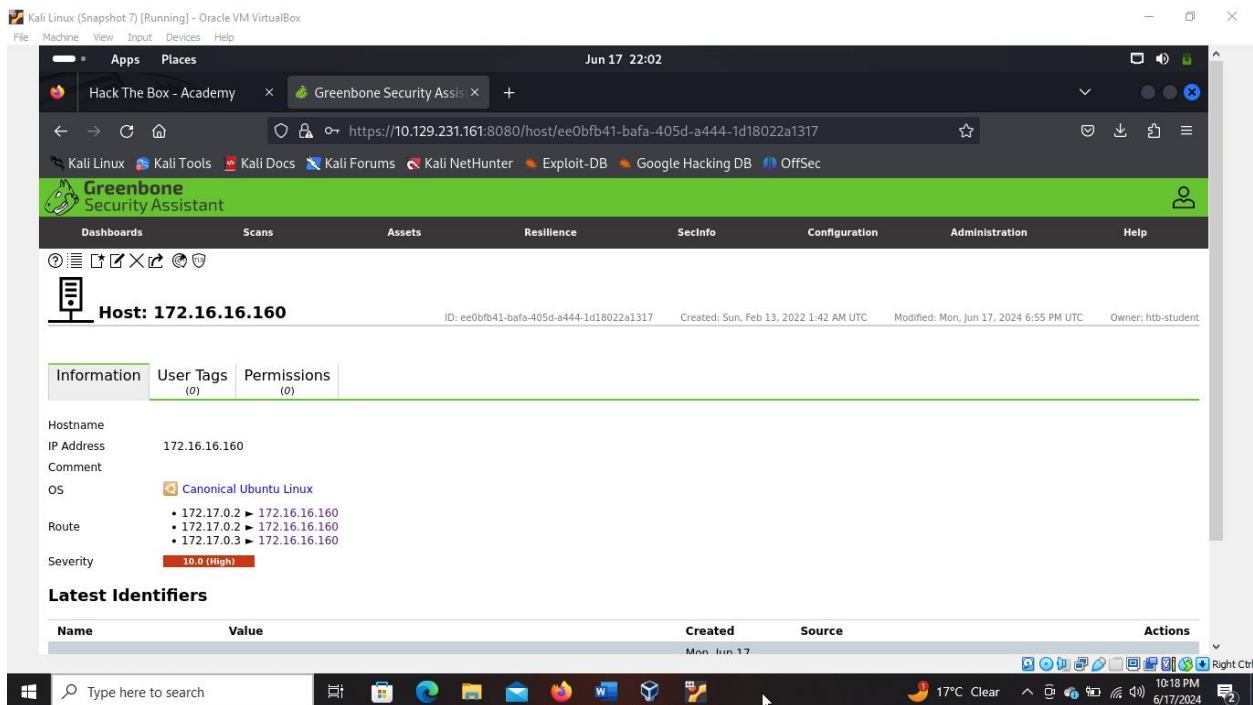 Kali Linux (Snapshot 7) [Running] - Oracle VM VirtualBox
File Machine View Input Devices Help
Apps Places Jun 17 22:02
Hack The Box - Academy × Greenbone Security Assis × +
https://10.129.231.161:8080/host/ee0bfb41-bafa-405d-a444-1d18022a1317
Kali Linux Kali Tools Kali Docs Kali Forums Kali NetHunter Exploit-DB Google Hacking DB OffSec
Greenbone
Security Assistant
Dashboards Scans Assets Resilience SecInfo Configuration Administration Help
Host: 172.16.16.160 ID: ee0bfb41-bafa-405d-a444-1d18022a1317 Created: Sun, Feb 13, 2022 1:42 AM UTC Modified: Mon, Jun 17, 2024 6:55 PM UTC Owner: htb-student
Information User Tags Permissions
(0) (0)
Hostname
IP Address 172.16.16.160
Comment
OS Canonical Ubuntu Linux
Route
• 172.17.0.2 ► 172.16.16.160
• 172.17.0.2 ► 172.16.16.160
• 172.17.0.3 ► 172.16.16.160
Severity 10.0 (High)
Latest Identifiers
Name Value Created Source Actions
Mon, Jun 17
Right Ctrl
Type here to search 17°C Clear 10:18 PM
6/17/2024